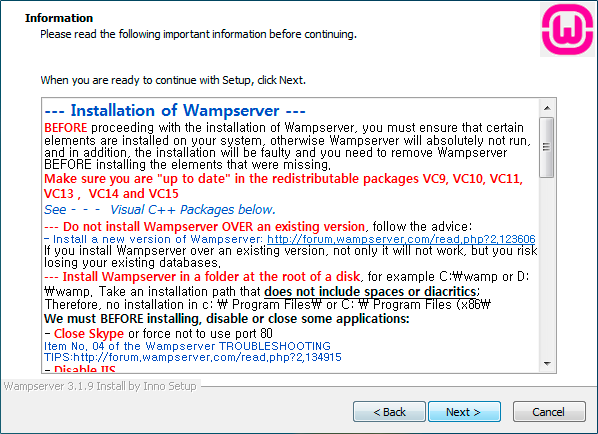 Information
Please read the following important information before continuing.
W
When you are ready to continue with Setup, click Next.
--- Installation of Wampserver ---
BEFORE proceeding with the installation of Wampserver, you must ensure that certain
elements are installed on your system, otherwise Wampserver will absolutely not run,
and in addition, the installation will be faulty and you need to remove Wampserver
BEFORE installing the elements that were missing.
Make sure you are "up to date" in the redistributable packages VC9, VC10, VC11,
VC13 , VC14 and VC15
See - - - Visual C++ Packages below.
--- Do not install Wampserver OVER an existing version, follow the advice:
- Install a new version of Wampserver: http://forum.wampserver.com/read.php?2,123606
If you install Wampserver over an existing version, not only it will not work, but you risk
losing your existing databases.
--- Install Wampserver in a folder at the root of a disk, for example C:₩wamp or D:
₩wamp. Take an installation path that does not include spaces or diacritics;
Therefore, no installation in c: ₩ Program Files₩ or C: ₩ Program Files (x86₩
We must BEFORE installing, disable or close some applications:
- Close Skype or force not to use port 80
Item No. 04 of the Wampserver TROUBLESHOOTING
TIPS:http://forum.wampserver.com/read.php?2,134915
- Disable IIS
Wampserver 3.1.9 Install by Inno Setup
< Back
Next >
Cancel